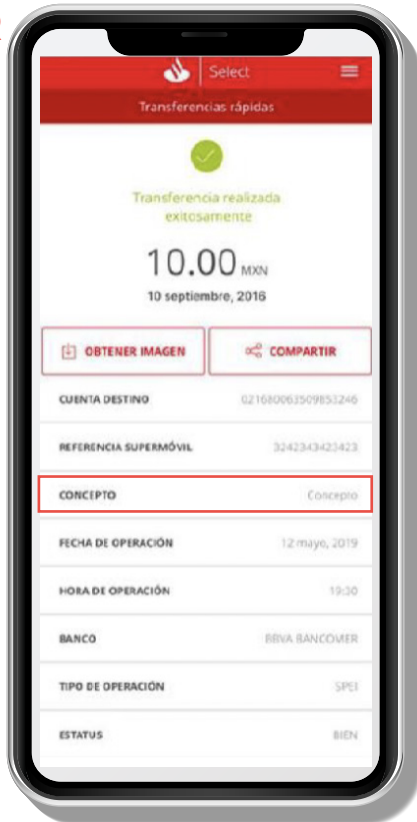 Select
Transferencias rápidas
Transferencia realizada
exitosamente
10.00 MXN
10 septiembre, 2016
OBTENER IMAGEN
COMPARTIR
CUENTA DESTINO 021680063509853246
REFERENCIA SUPERMÓVIL 3242343423423
CONCEPTO Concepto
FECHA DE OPERACIÓN 12 mayo, 2019
HORA DE OPERACIÓN 19:30
BANCO BBVA BANCOMER
TIPO DE OPERACIÓN SPEI
ESTATUS BIEN